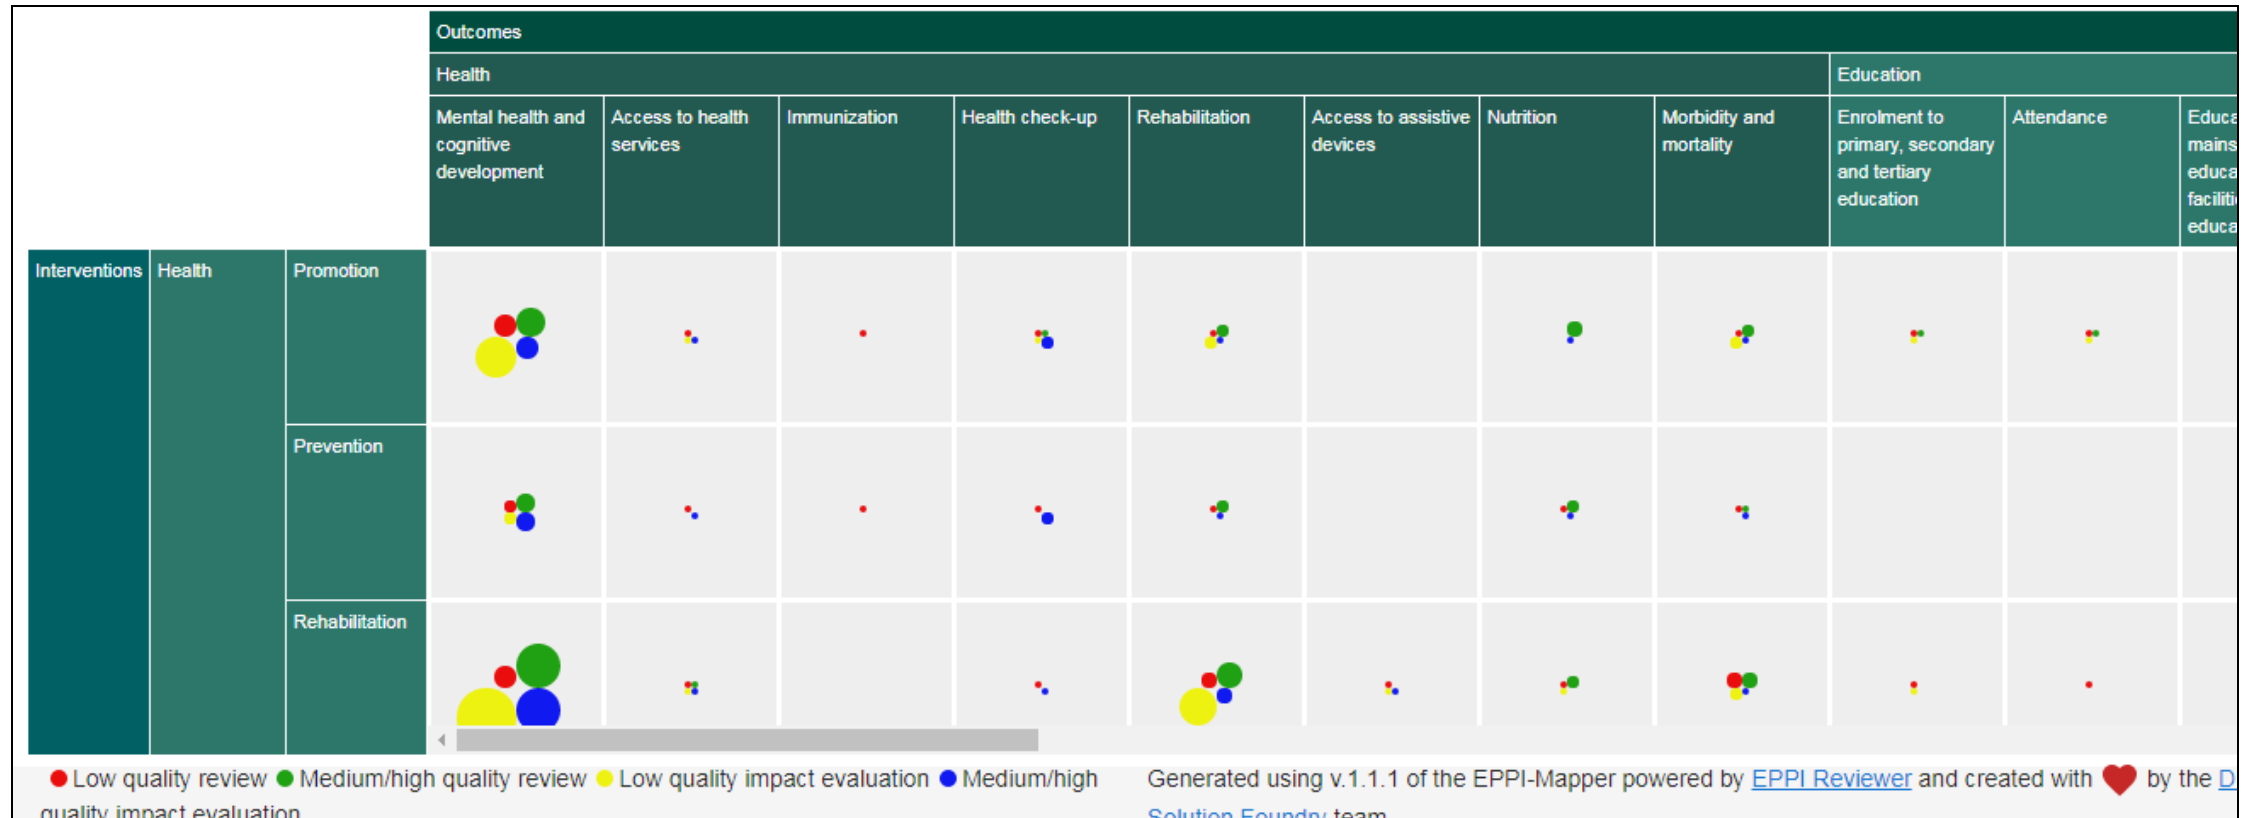 Outcomes
Health
Education
Mental health and
cognitive
development
Access to health
services
Immunization
Health check-up
Rehabilitation
Access to assistive
devices
Nutrition
Morbidity and
mortality
Enrolment to
primary, secondary
and tertiary
education
Attendance
Interventions
Health
Promotion
Prevention
Rehabilitation
Low quality review Medium/high quality review Low quality impact evaluation Medium/high
quality impact evaluation
Generated using v.1.1.1 of the EPPI-Mapper powered by EPPI Reviewer and created with by the D
Solution Foundry team